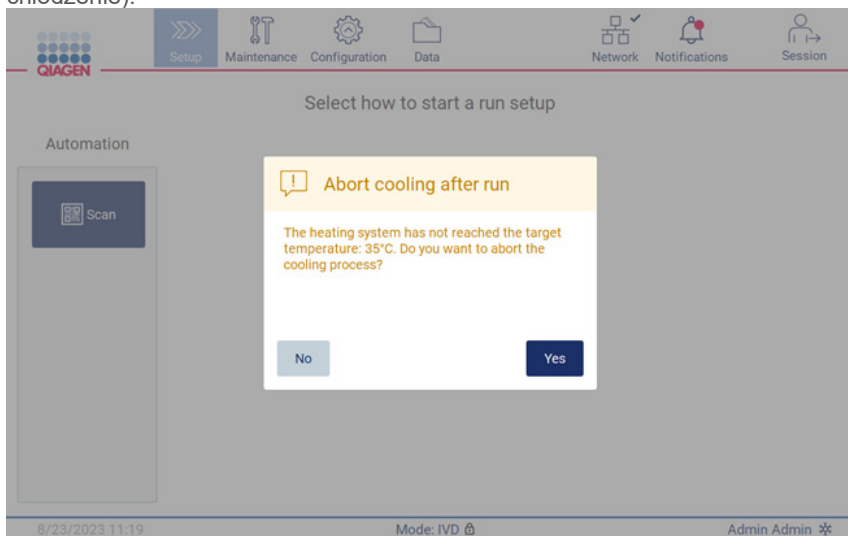 chłodzenie).
Setup
Maintenance
Configuration
Data
Network
Notifications
Session
QIAGEN
Select how to start a run setup
Automation
Scan
Abort cooling after run
The heating system has not reached the target
temperature: 35°C. Do you want to abort the
cooling process?
No
Yes
8/23/2023 11:19
Mode: IVD
Admin Admin